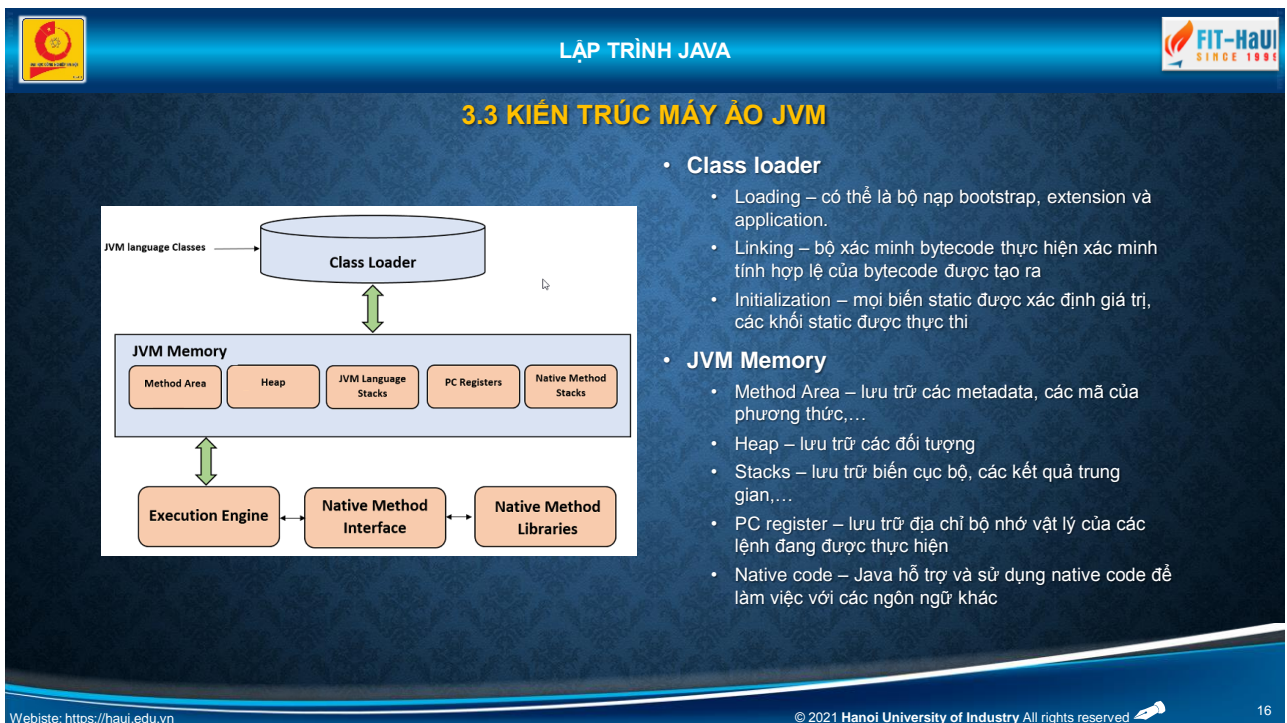 LẬP TRÌNH JAVA
FIT-HaUI
SINCE 1999
3.3 KIẾN TRÚC MÁY ẢO JVM
JVM language Classes
Class Loader
JVM Memory
Method Area
Heap
JVM Language
Stacks
PC Registers
Native Method
Stacks
Execution Engine
Native Method
Interface
Native Method
Libraries
• Class loader
• Loading – có thể là bộ nạp bootstrap, extension và
application.
• Linking – bộ xác minh bytecode thực hiện xác minh
tính hợp lệ của bytecode được tạo ra
• Initialization – mọi biến static được xác định giá trị,
các khối static được thực thi
• JVM Memory
• Method Area – lưu trữ các metadata, các mã của
phương thức,…
• Heap – lưu trữ các đối tượng
• Stacks – lưu trữ biến cục bộ, các kết quả trung
gian,…
• PC register – lưu trữ địa chỉ bộ nhớ vật lý của các
lệnh đang được thực hiện
• Native code – Java hỗ trợ và sử dụng native code để
làm việc với các ngôn ngữ khác
Webiste: https://haui.edu.vn
© 2021 Hanoi University of Industry All rights reserved
16